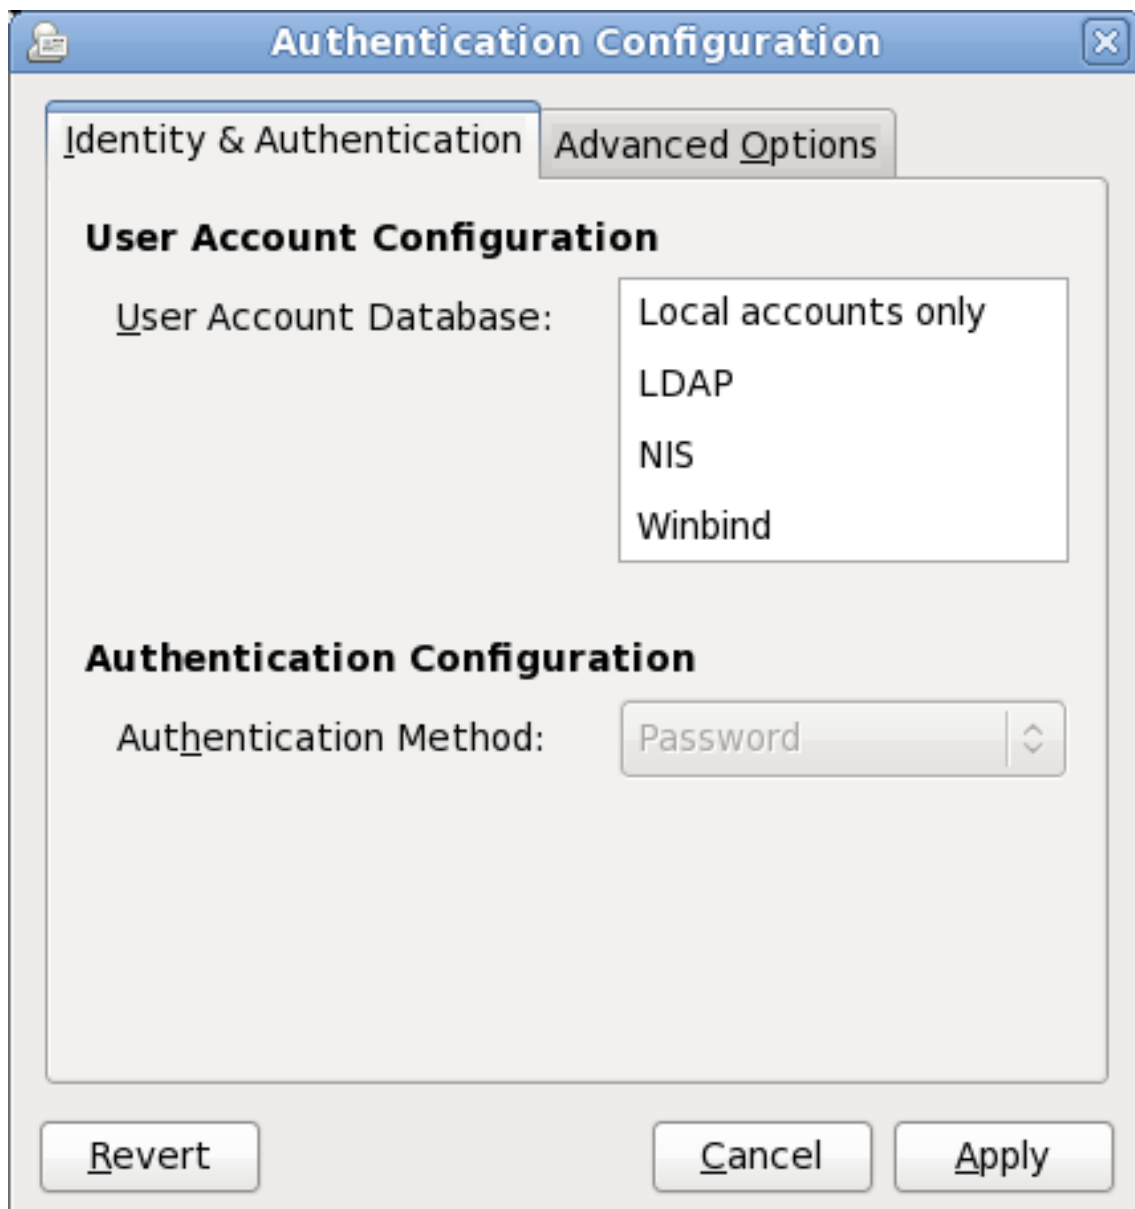 Authentication Configuration
Identity & Authentication
Advanced Options
User Account Configuration
User Account Database:
Local accounts only
LDAP
NIS
Winbind
Authentication Configuration
Authentication Method:
Password
Revert
Cancel
Apply